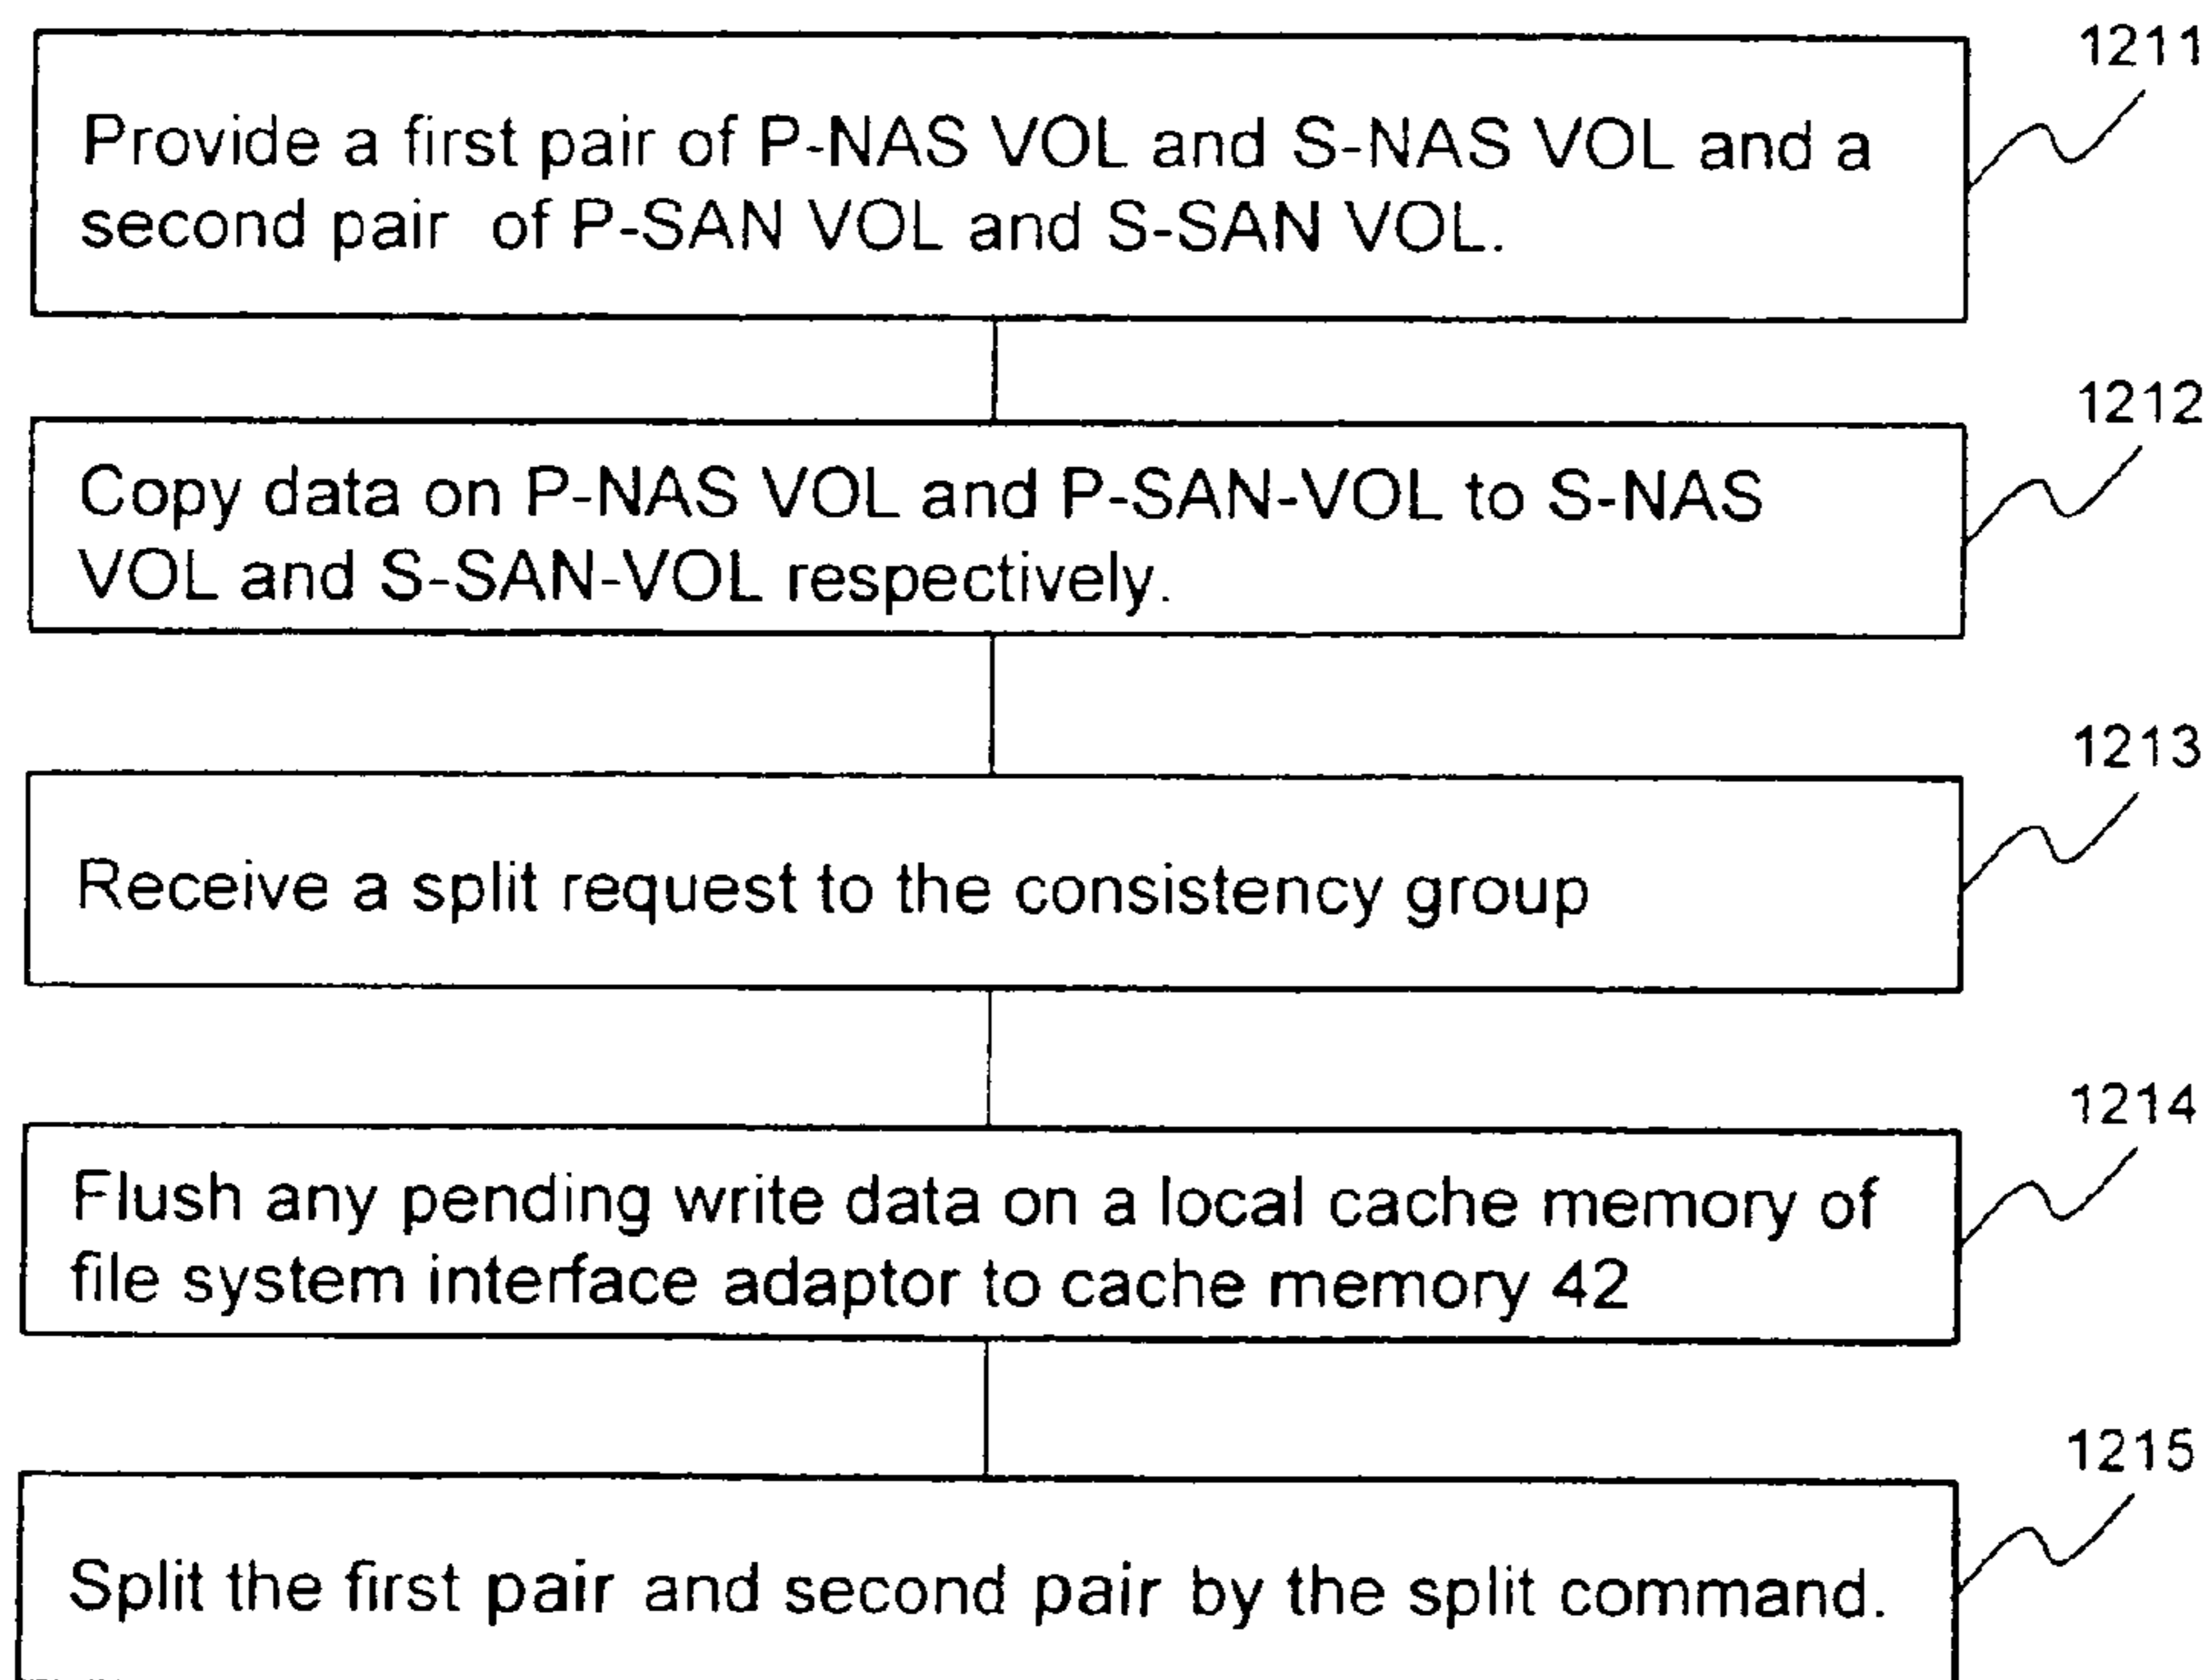 1211
Provide a first pair of P-NAS VOL and S-NAS VOL and a
second pair of P-SAN VOL and S-SAN VOL.
1212
Copy data on P-NAS VOL and P-SAN-VOL to S-NAS
VOL and S-SAN-VOL respectively.
1213
Receive a split request to the consistency group
1214
Flush any pending write data on a local cache memory of
file system interface adaptor to cache memory 42
1215
Split the first pair and second pair by the split command.